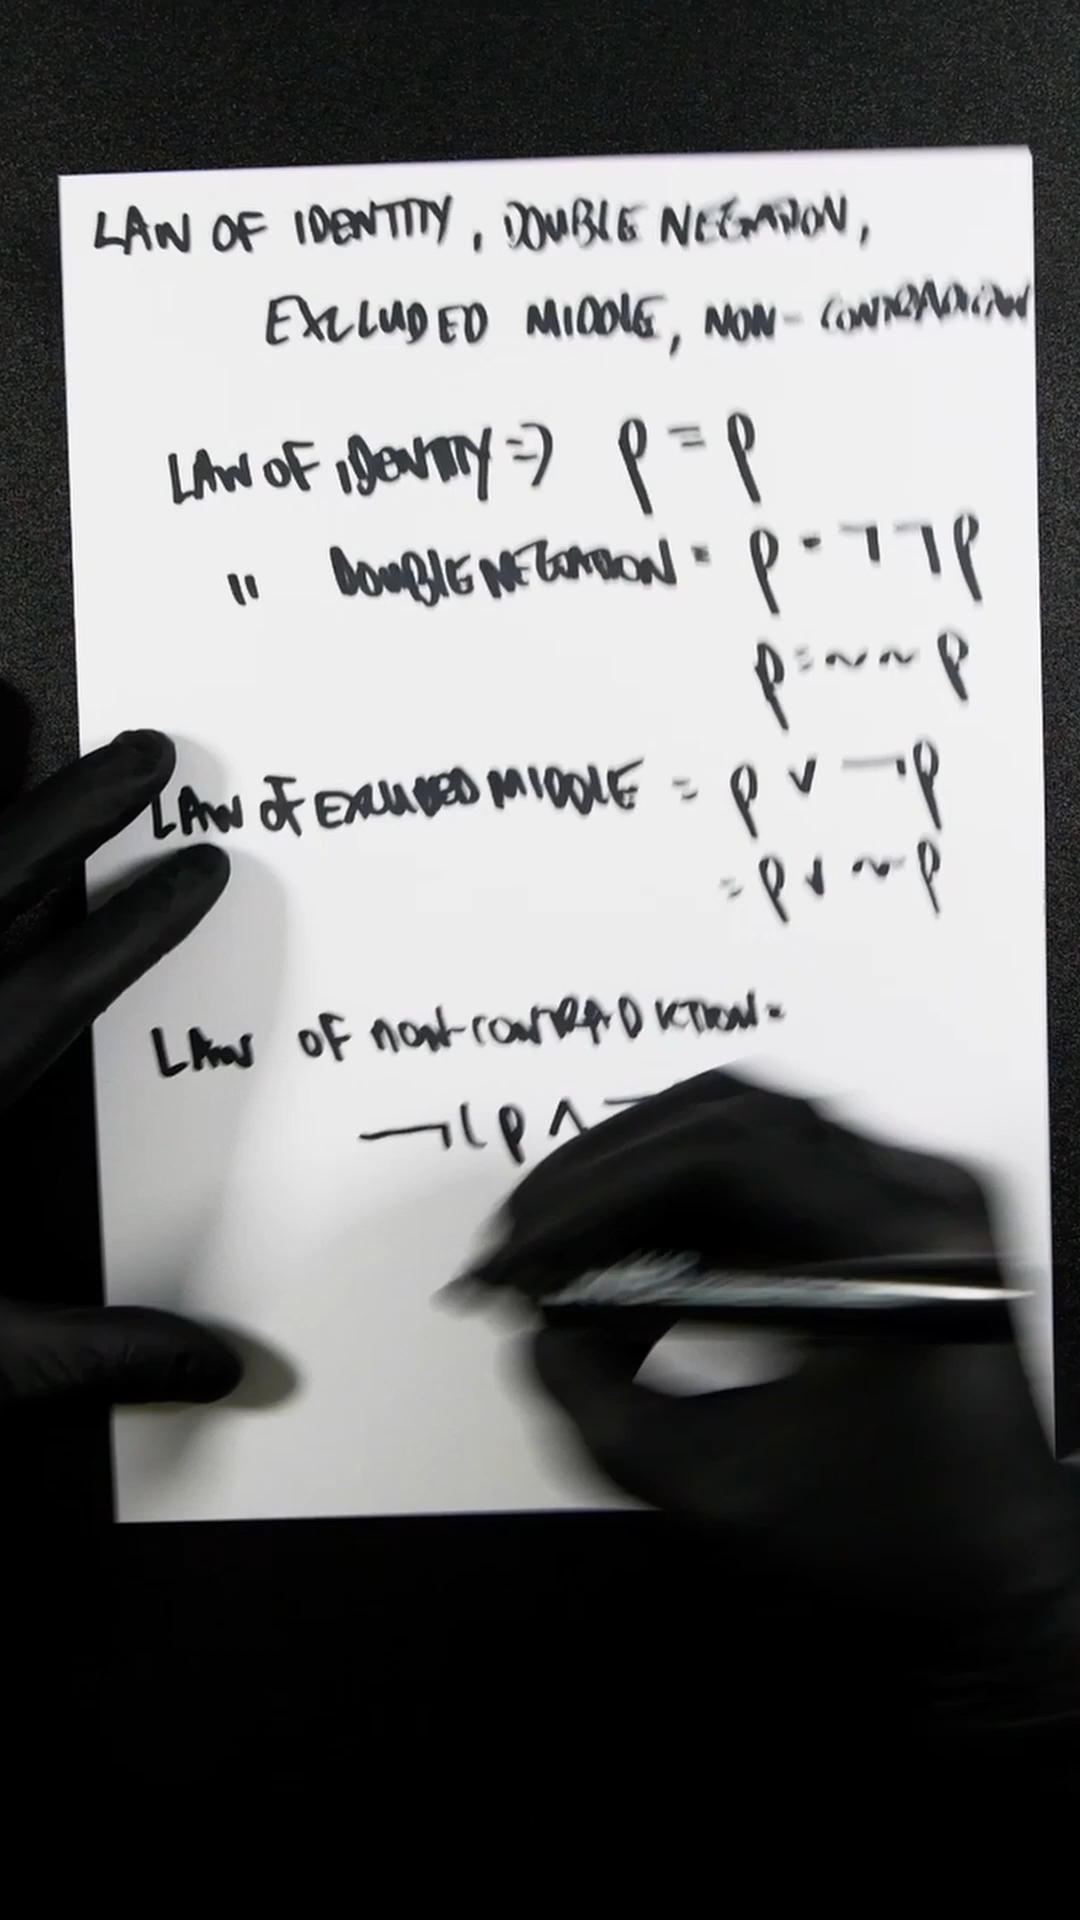 LAW OF IDENTITY, DOUBLE NEGATION,
EXCLUDED MIDDLE, NON-CONTRADICTION
LAW OF IDENTITY => p = p
" DOUBLE NEGATION = p = ¬¬p
p = ~~p
LAW OF EXCLUDED MIDDLE = p ∨ ¬p
= p ∨ ~p
LAW OF NON-CONTRADICTION =
¬(p ∧ ¬